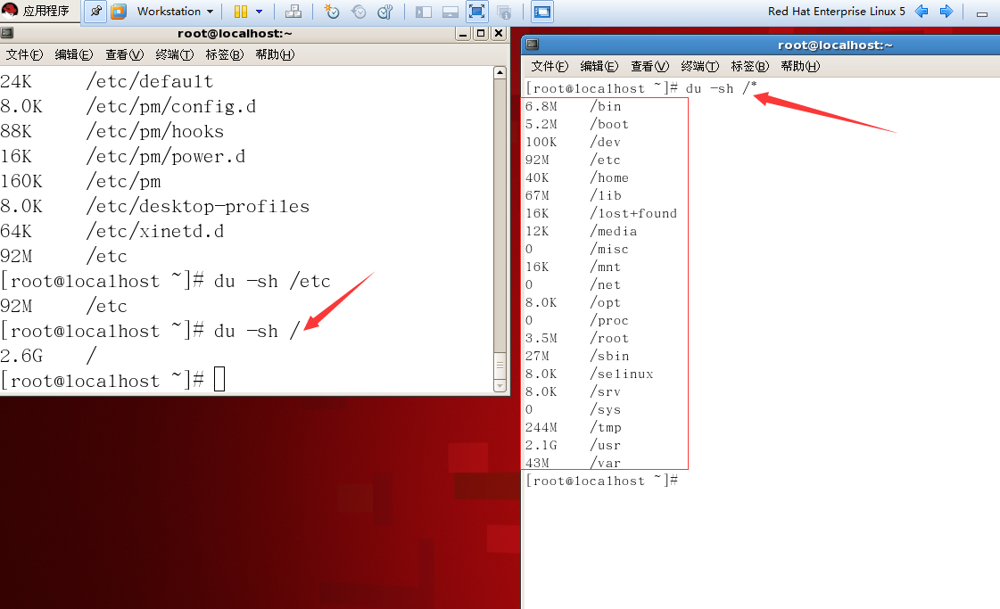 应用程序 Workstation Red Hat Enterprise Linux 5
root@localhost:~
文件(F) 编辑(E) 查看(V) 终端(T) 标签(B) 帮助(H)
24K /etc/default
8.0K /etc/pm/config.d
88K /etc/pm/hooks
16K /etc/pm/power.d
160K /etc/pm
8.0K /etc/desktop-profiles
64K /etc/xinetd.d
92M /etc
[root@localhost ~]# du -sh /etc
92M /etc
[root@localhost ~]# du -sh /
2.6G /
[root@localhost ~]#
root@localhost:~
文件(F) 编辑(E) 查看(V) 终端(T) 标签(B) 帮助(H)
[root@localhost ~]# du -sh /*
6.8M /bin
5.2M /boot
100K /dev
92M /etc
40K /home
67M /lib
16K /lost+found
12K /media
0 /misc
16K /mnt
0 /net
8.0K /opt
0 /proc
3.5M /root
27M /sbin
8.0K /selinux
8.0K /srv
0 /sys
244M /tmp
2.1G /usr
43M /var
[root@localhost ~]#